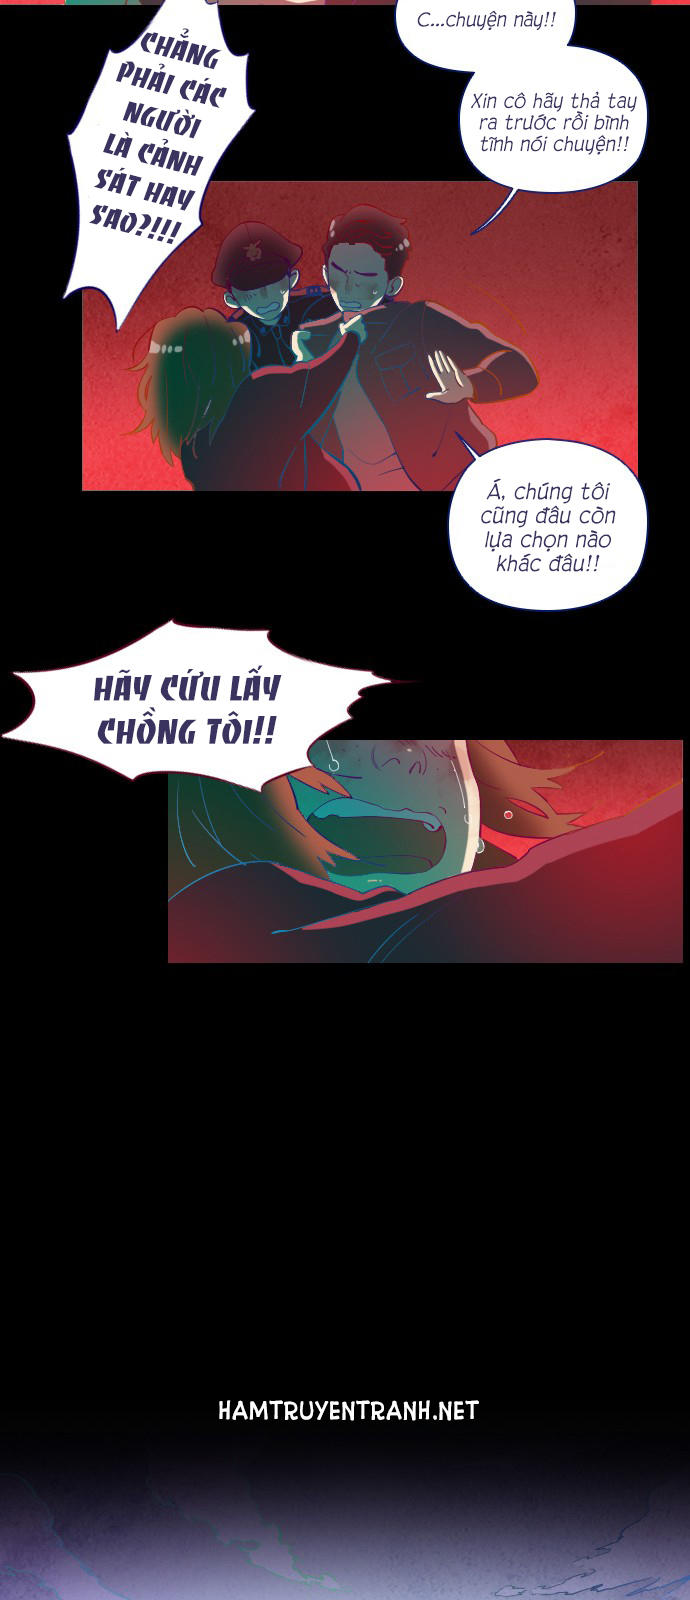 C...chuyện này!!
CHẲNG
PHẢI CÁC
NGƯỜI
LÀ CẢNH
SÁT HAY
SAO?!!!
Xin cô hãy thả tay
ra trước rồi bình
tĩnh nói chuyện!!
Á, chúng tôi
cũng đâu còn
lựa chọn nào
khác đâu!!
HÃY CỨU LẤY
CHỒNG TÔI!!
HAMTRUYENTRANH.NET